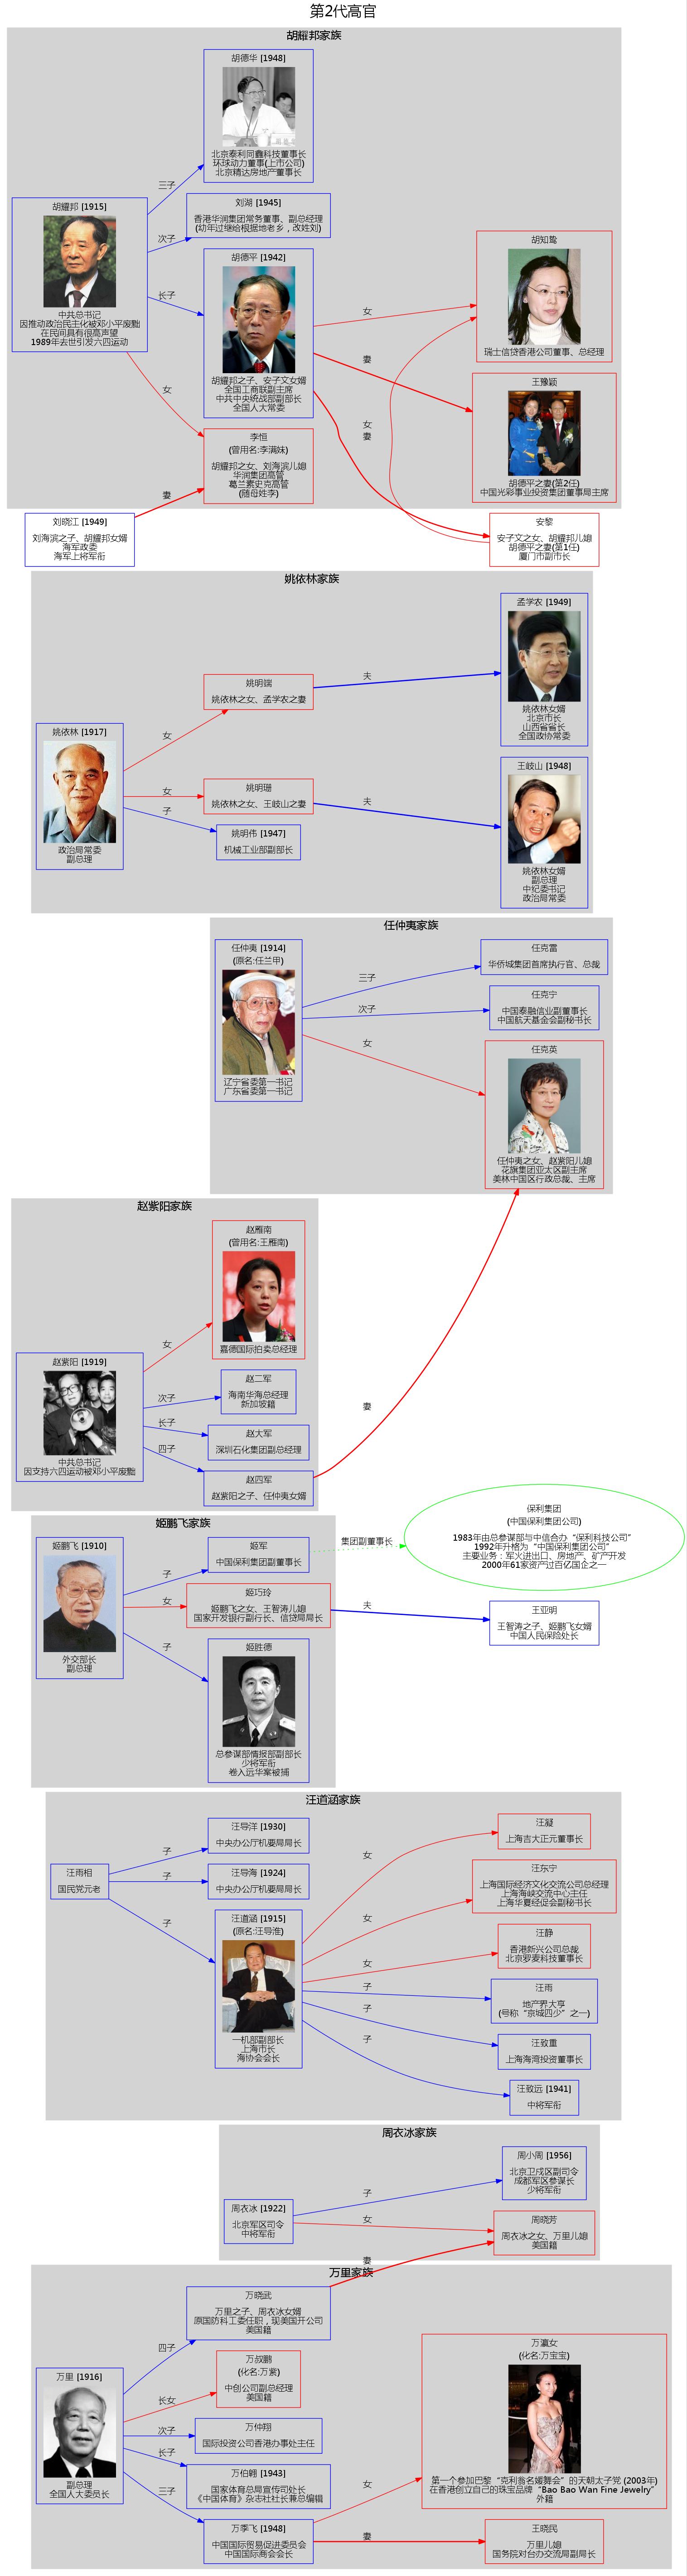 第2代高官
胡耀邦家族
胡德华 [1948]
北京泰利同鑫科技董事长
环球动力董事(上市公司)
北京精达房地产董事长
三子
刘湖 [1945]
香港华润集团常务董事、副总经理
(幼年过继给根据地老乡，改姓刘)
次子
胡耀邦 [1915]
中共总书记
因推动政治民主化被邓小平废黜
在民间具有很高声望
1989年去世引发六四运动
长子
胡德平 [1942]
胡耀邦之子、安子文女婿
全国工商联副主席
中共中央统战部副部长
全国人大常委
女
胡知鸷
瑞士信贷香港公司董事、总经理
妻
王豫颖
胡德平之妻(第2任)
中国光彩事业投资集团董事局主席
女
妻
女
李恒
(曾用名:李满妹)
胡耀邦之女、刘海滨儿媳
华润集团高管
葛兰素史克高管
(随母姓李)
妻
刘晓江 [1949]
刘海滨之子、胡耀邦女婿
海军政委
海军上将军衔
安黎
安子文之女、胡耀邦儿媳
胡德平之妻(第1任)
厦门市副市长
姚依林家族
孟学农 [1949]
姚依林女婿
北京市长
山西省省长
全国政协常委
夫
姚明端
姚依林之女、孟学农之妻
女
姚依林 [1917]
政治局常委
副总理
女
姚明珊
姚依林之女、王岐山之妻
夫
王岐山 [1948]
姚依林女婿
副总理
中纪委书记
政治局常委
子
姚明伟 [1947]
机械工业部副部长
任仲夷家族
任仲夷 [1914]
(原名:任兰甲)
辽宁省委第一书记
广东省委第一书记
三子
任克雷
华侨城集团首席执行官、总裁
次子
任克宁
中国泰融信业副董事长
中国航天基金会副秘书长
女
任克英
任仲夷之女、赵紫阳儿媳
花旗集团亚太区副主席
美林中国区行政总裁、主席
赵紫阳家族
赵雁南
(曾用名:王雁南)
嘉德国际拍卖总经理
女
赵紫阳 [1919]
中共总书记
因支持六四运动被邓小平废黜
次子
赵二军
海南华海总经理
新加坡籍
长子
赵大军
深圳石化集团副总经理
四子
赵四军
赵紫阳之子、任仲夷女婿
妻
姬鹏飞家族
姬鹏飞 [1910]
外交部长
副总理
子
姬军
中国保利集团副董事长
集团副董事长
保利集团
(中国保利集团公司)
1983年由总参谋部与中信合办“保利科技公司”
1992年升格为“中国保利集团公司”
主要业务：军火进出口、房地产、矿产开发
2000年61家资产过百亿国企之一
女
姬巧玲
姬鹏飞之女、王智涛儿媳
国家开发银行副行长、信贷局局长
夫
王亚明
王智涛之子、姬鹏飞女婿
中国人民保险处长
子
姬胜德
总参谋部情报部副部长
少将军衔
卷入远华案被捕
汪道涵家族
汪雨相
国民党元老
子
汪导洋 [1930]
中央办公厅机要局局长
子
汪导海 [1924]
中央办公厅机要局局长
子
汪道涵 [1915]
(原名:汪导淮)
一机部副部长
上海市长
海协会会长
女
汪凝
上海吉大正元董事长
女
汪东宁
上海国际经济文化交流公司总经理
上海海峡交流中心主任
上海华夏经促会副秘书长
女
汪静
香港新兴公司总裁
北京罗麦科技董事长
子
汪雨
地产界大亨
(号称“京城四少”之一)
子
汪致重
上海海湾投资董事长
子
汪致远 [1941]
中将军衔
周衣冰家族
周衣冰 [1922]
北京军区司令
中将军衔
子
周小周 [1956]
北京卫戍区副司令
成都军区参谋长
少将军衔
女
周晓芳
周衣冰之女、万里儿媳
美国籍
妻
万里家族
万晓武
万里之子、周衣冰女婿
原国防科工委任职，现美国开公司
美国籍
四子
万里 [1916]
副总理
全国人大委员长
长女
万叔鹏
(化名:万紫)
中创公司副总经理
美国籍
次子
万仲翔
国际投资公司香港办事处主任
长子
万伯翱 [1943]
国家体育总局宣传司处长
《中国体育》杂志社社长兼总编辑
三子
万季飞 [1948]
中国国际贸易促进委员会
中国国际商会会长
女
万瀛女
(化名:万宝宝)
第一个参加巴黎“克利翁名媛舞会”的天朝太子党 (2003年)
在香港创立自己的珠宝品牌“Bao Bao Wan Fine Jewelry”
外籍
妻
王晓民
万里儿媳
国务院对台办交流局副局长